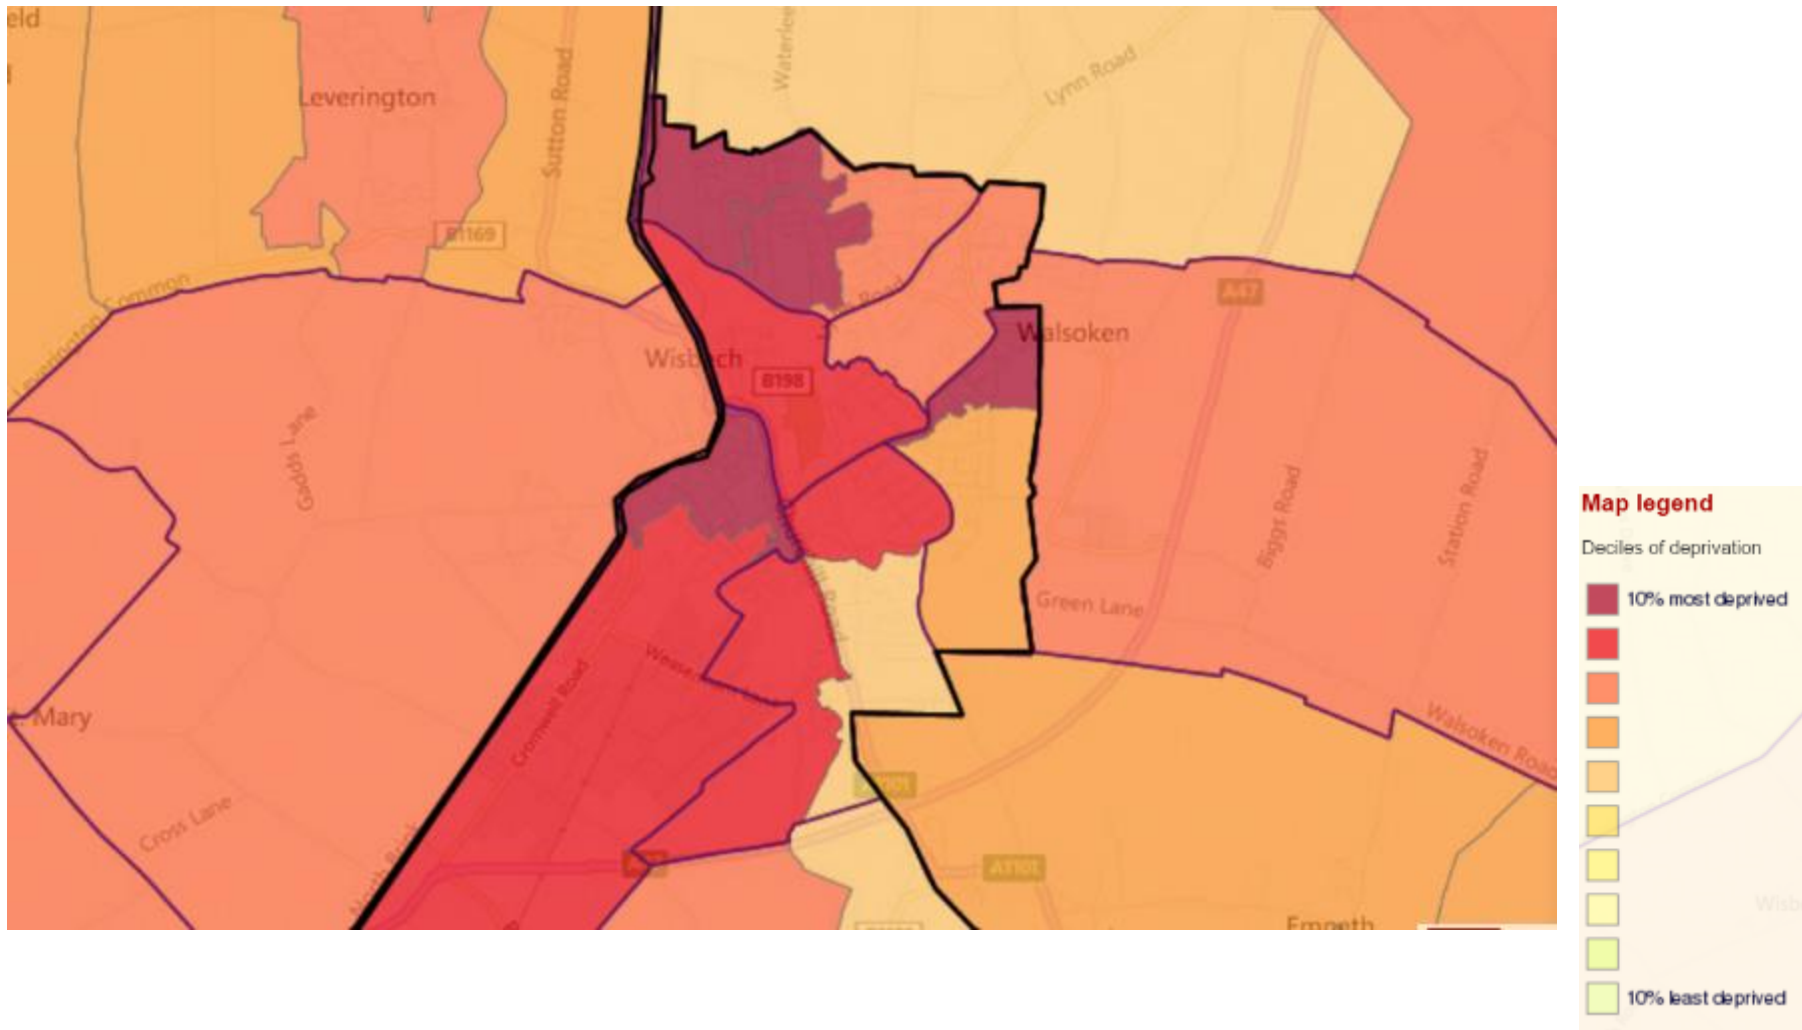 eld
Leverington
Sutton Road
Waterlee
Lynn Road
B1169
Leverington Common
A47
Road
Walsoken
Wisbech
B198
Gadds Lane
Biggs Road
Station Road
Green Lane
Mary
Cromwell Road
Walsoken Road
Cross Lane
A1101
Emneth
Map legend
Deciles of deprivation
10% most deprived
10% least deprived
Wisb